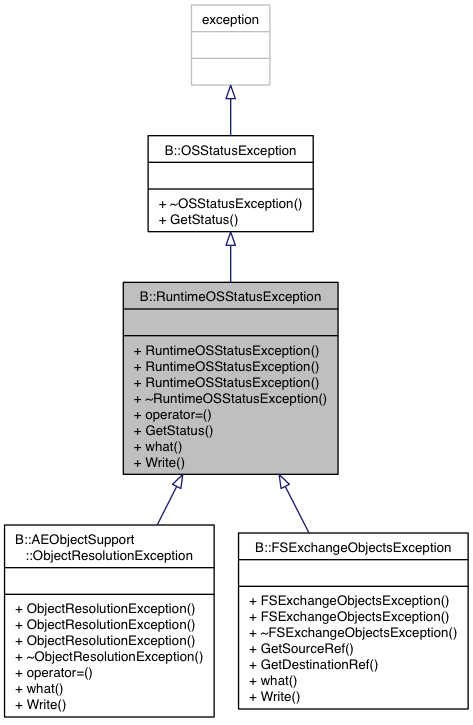 exception
B::OSStatusException
+ ~OSStatusException()
+ GetStatus()
B::RuntimeOSStatusException
+ RuntimeOSStatusException()
+ RuntimeOSStatusException()
+ RuntimeOSStatusException()
+ ~RuntimeOSStatusException()
+ operator=()
+ GetStatus()
+ what()
+ Write()
B::AEObjectSupport
::ObjectResolutionException
+ ObjectResolutionException()
+ ObjectResolutionException()
+ ObjectResolutionException()
+ ~ObjectResolutionException()
+ operator=()
+ what()
+ Write()
B::FSExchangeObjectsException
+ FSExchangeObjectsException()
+ FSExchangeObjectsException()
+ ~FSExchangeObjectsException()
+ GetSourceRef()
+ GetDestinationRef()
+ what()
+ Write()